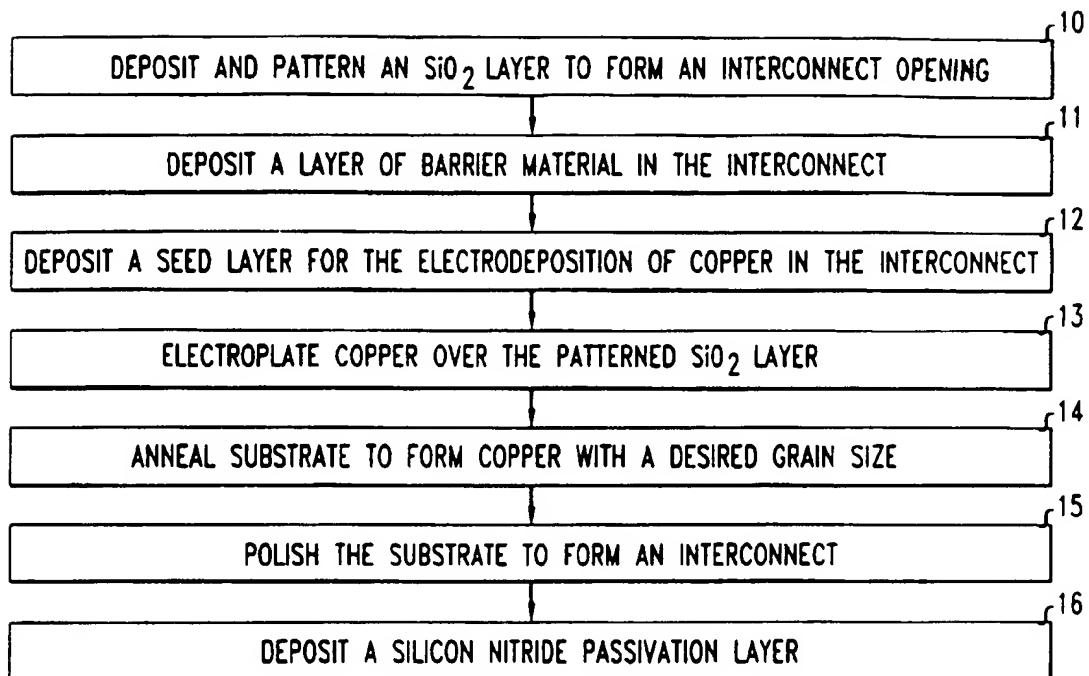 10
DEPOSIT AND PATTERN AN SiO2 LAYER TO FORM AN INTERCONNECT OPENING
11
DEPOSIT A LAYER OF BARRIER MATERIAL IN THE INTERCONNECT
12
DEPOSIT A SEED LAYER FOR THE ELECTRODEPOSITION OF COPPER IN THE INTERCONNECT
13
ELECTROPLATE COPPER OVER THE PATTERNED SiO2 LAYER
14
ANNEAL SUBSTRATE TO FORM COPPER WITH A DESIRED GRAIN SIZE
15
POLISH THE SUBSTRATE TO FORM AN INTERCONNECT
16
DEPOSIT A SILICON NITRIDE PASSIVATION LAYER